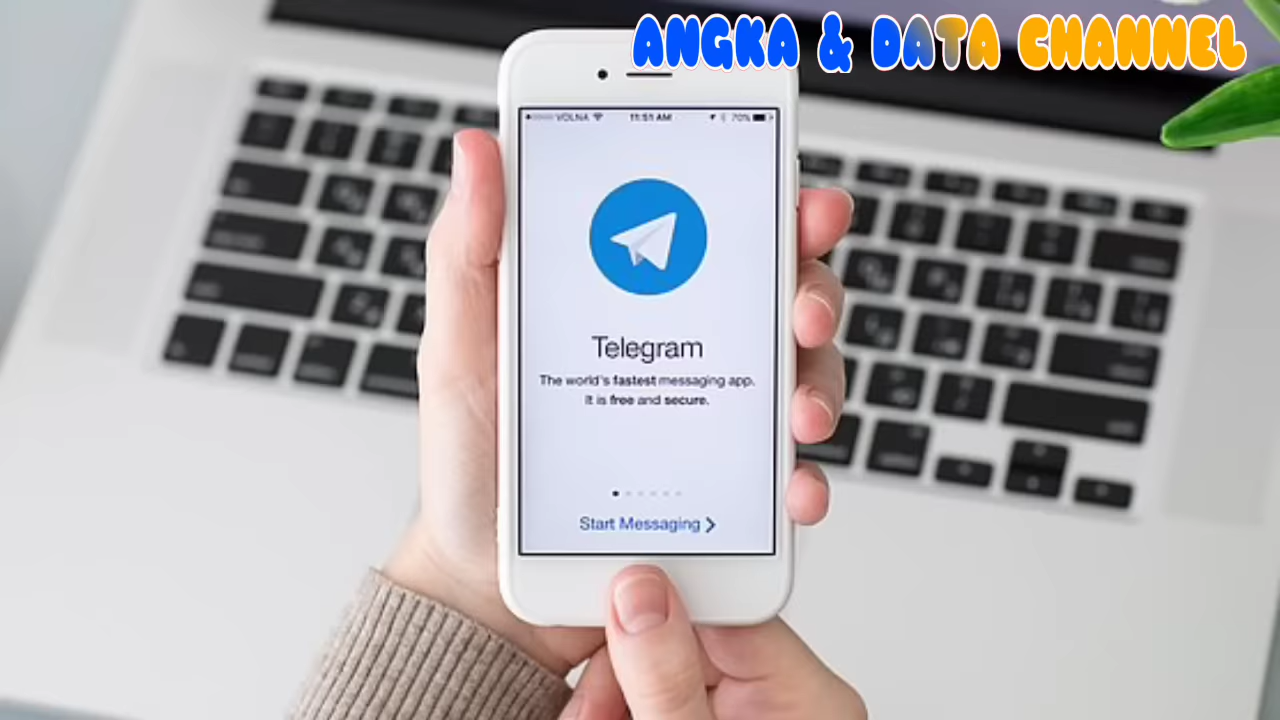 ANGKA & DATA CHANNEL
VOLNA 11:51 AM 70%
Telegram
The world's fastest messaging app.
It is free and secure.
Start Messaging